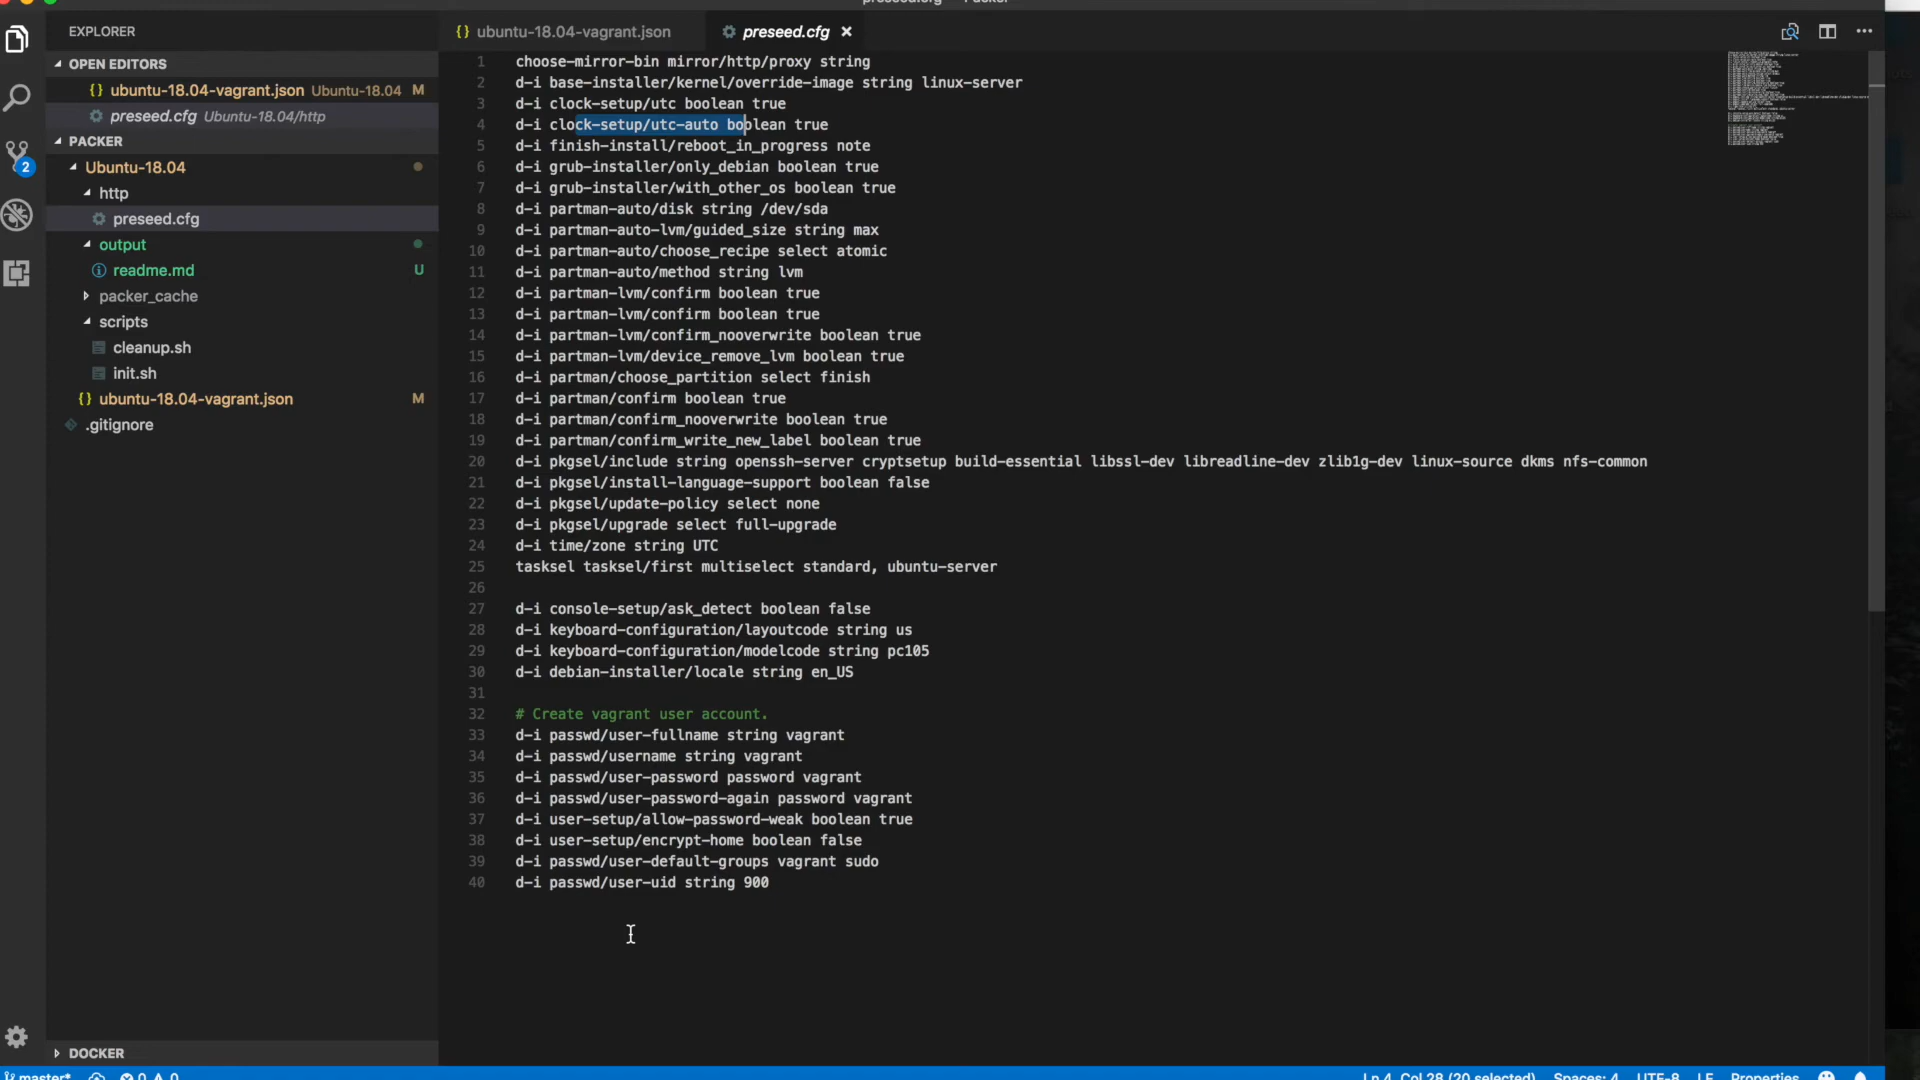 EXPLORER
OPEN EDITORS
{} ubuntu-18.04-vagrant.json Ubuntu-18.04 M
preseed.cfg Ubuntu-18.04/http
PACKER
Ubuntu-18.04
http
preseed.cfg
output
readme.md U
packer_cache
scripts
cleanup.sh
init.sh
{} ubuntu-18.04-vagrant.json M
.gitignore
DOCKER
2
{} ubuntu-18.04-vagrant.json
preseed.cfg
1 choose-mirror-bin mirror/http/proxy string
2 d-i base-installer/kernel/override-image string linux-server
3 d-i clock-setup/utc boolean true
4 d-i clock-setup/utc-auto boolean true
5 d-i finish-install/reboot_in_progress note
6 d-i grub-installer/only_debian boolean true
7 d-i grub-installer/with_other_os boolean true
8 d-i partman-auto/disk string /dev/sda
9 d-i partman-auto-lvm/guided_size string max
10 d-i partman-auto/choose_recipe select atomic
11 d-i partman-auto/method string lvm
12 d-i partman-lvm/confirm boolean true
13 d-i partman-lvm/confirm boolean true
14 d-i partman-lvm/confirm_nooverwrite boolean true
15 d-i partman-lvm/device_remove_lvm boolean true
16 d-i partman/choose_partition select finish
17 d-i partman/confirm boolean true
18 d-i partman/confirm_nooverwrite boolean true
19 d-i partman/confirm_write_new_label boolean true
20 d-i pkgsel/include string openssh-server cryptsetup build-essential libssl-dev libreadline-dev zlib1g-dev linux-source dkms nfs-common
21 d-i pkgsel/install-language-support boolean false
22 d-i pkgsel/update-policy select none
23 d-i pkgsel/upgrade select full-upgrade
24 d-i time/zone string UTC
25 tasksel tasksel/first multiselect standard, ubuntu-server
26
27 d-i console-setup/ask_detect boolean false
28 d-i keyboard-configuration/layoutcode string us
29 d-i keyboard-configuration/modelcode string pc105
30 d-i debian-installer/locale string en_US
31
32 # Create vagrant user account.
33 d-i passwd/user-fullname string vagrant
34 d-i passwd/username string vagrant
35 d-i passwd/user-password password vagrant
36 d-i passwd/user-password-again password vagrant
37 d-i user-setup/allow-password-weak boolean true
38 d-i user-setup/encrypt-home boolean false
39 d-i passwd/user-default-groups vagrant sudo
40 d-i passwd/user-uid string 900
master* 0 0
Ln 4, Col 28 (20 selected) Spaces: 4 UTF-8 LF Properties